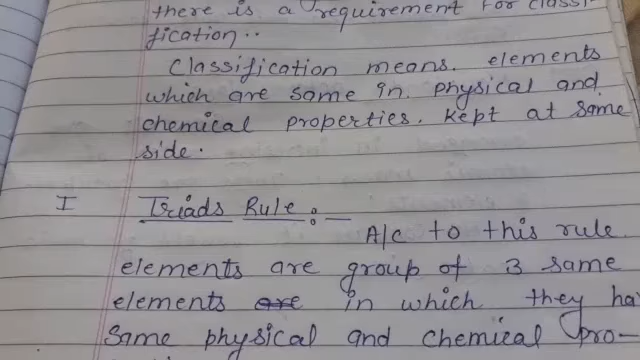 there is a requirement for classi-
fication..
Classification means. elements
which are same in. physical and
chemical properties. kept at same
side.
I Triads Rule:-
A/c to this rule.
elements are group of 3 same
elements are in which they ha
same physical and chemical pro-